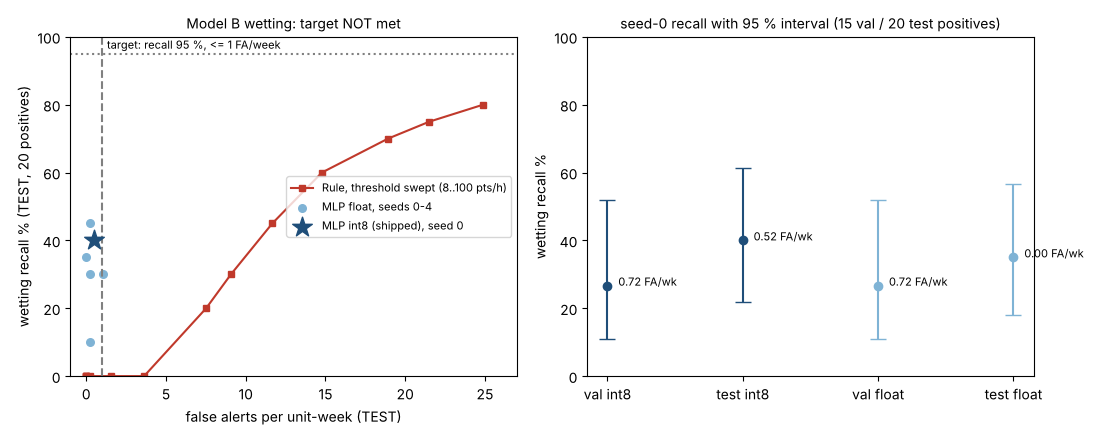 Model B wetting: target NOT met
target: recall 95 %, <= 1 FA/week
100
80
60
40
20
0
wetting recall % (TEST, 20 positives)
Rule, threshold swept (8..100 pts/h)
MLP float, seeds 0-4
MLP int8 (shipped), seed 0
0
5
10
15
20
25
false alerts per unit-week (TEST)
seed-0 recall with 95 % interval (15 val / 20 test positives)
100
80
60
40
20
0
wetting recall %
0.72 FA/wk
0.52 FA/wk
0.72 FA/wk
0.00 FA/wk
val int8
test int8
val float
test float